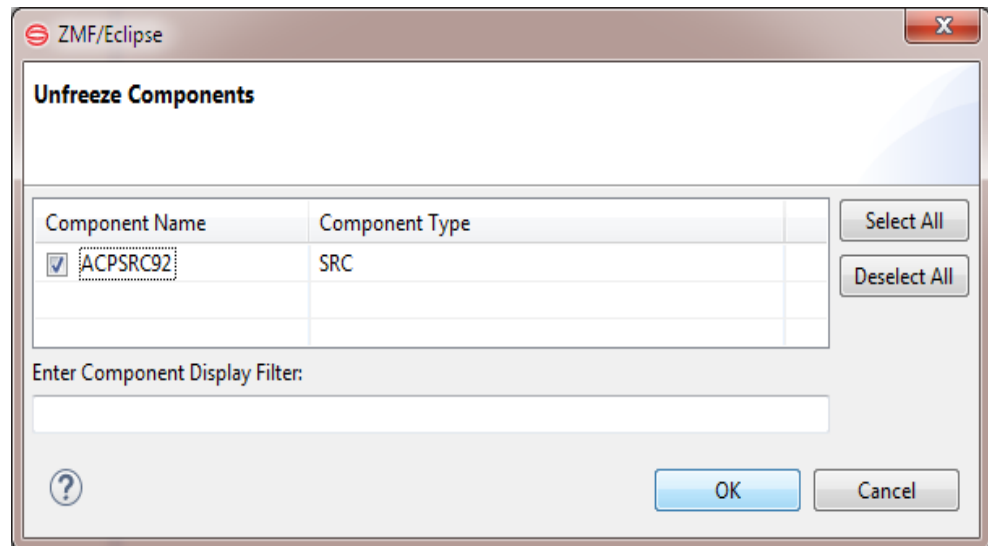 ZMF/Eclipse
Unfreeze Components
Component Name Component Type
Select All
ACPSRC92 SRC
Deselect All
Enter Component Display Filter:
OK Cancel